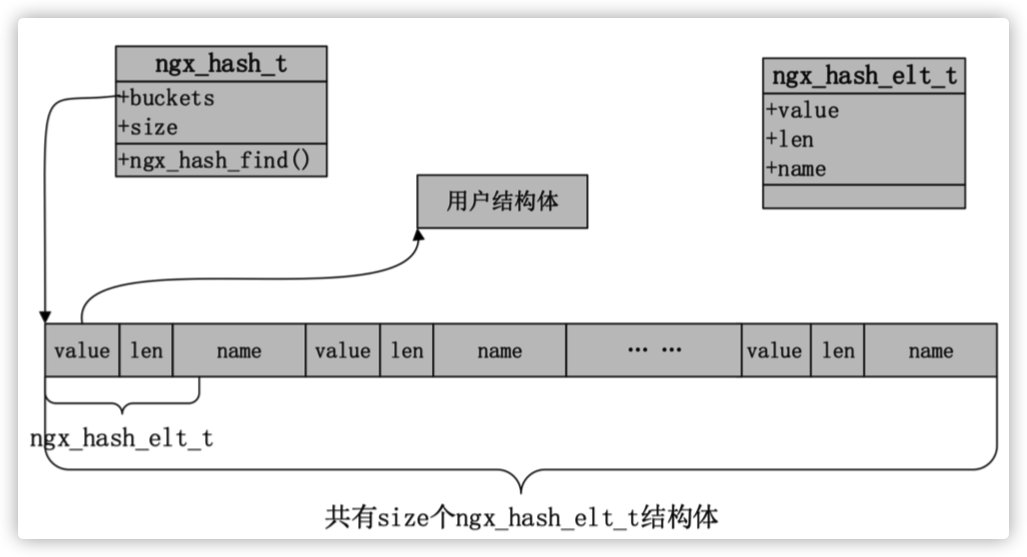 ngx_hash_t
+buckets
+size
+ngx_hash_find()
ngx_hash_elt_t
+value
+len
+name
用户结构体
value len name value len name … … value len name
ngx_hash_elt_t
共有size个ngx_hash_elt_t结构体